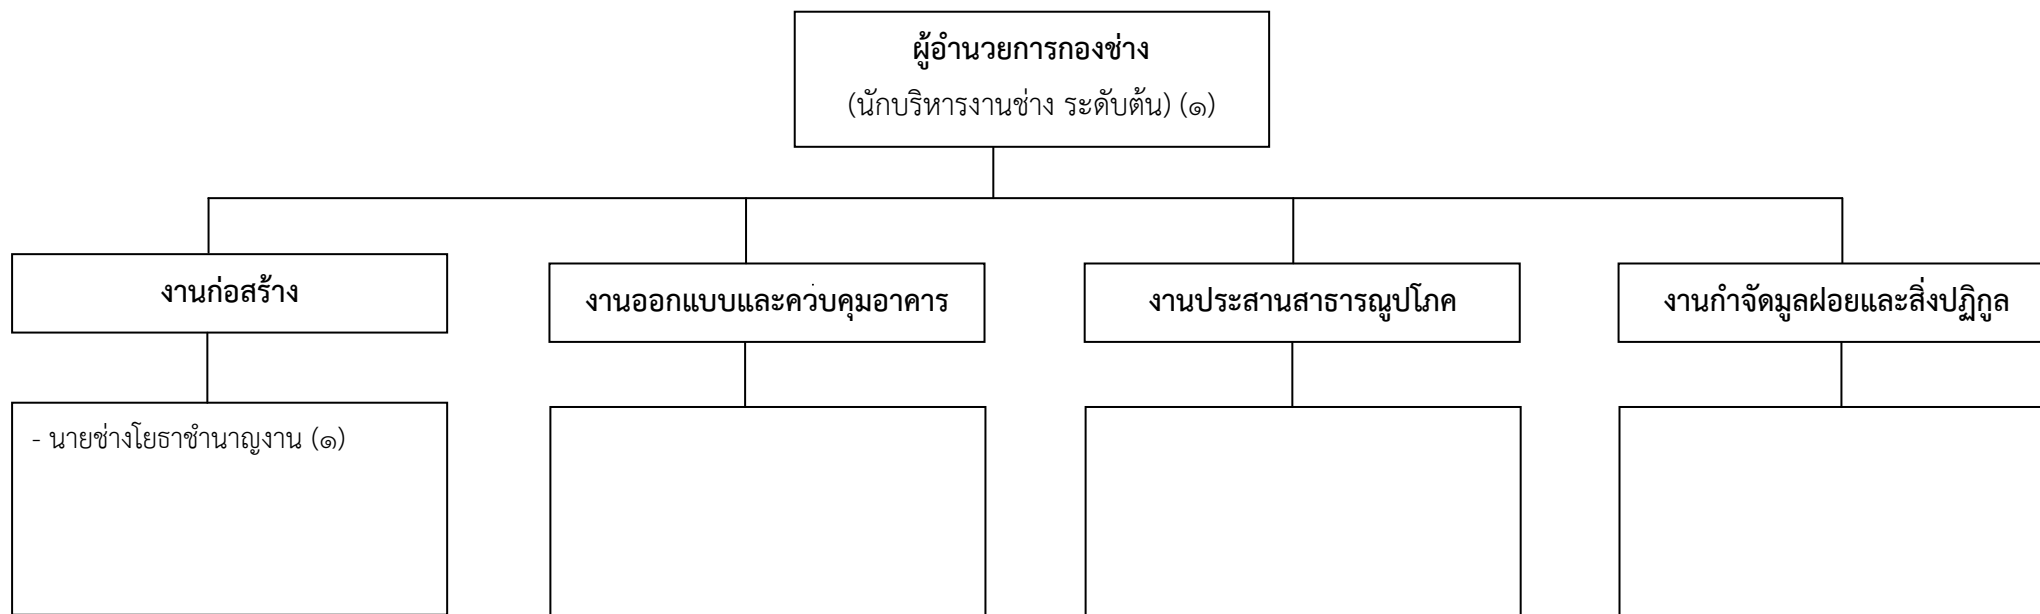 ผู้อำนวยการกองช่าง
(นักบริหารงานช่าง ระดับต้น) (๑)
งานก่อสร้าง
งานออกแบบและควบคุมอาคาร
งานประสานสาธารณูปโภค
งานกำจัดมูลฝอยและสิ่งปฏิกูล
- นายช่างโยธาชำนาญงาน (๑)